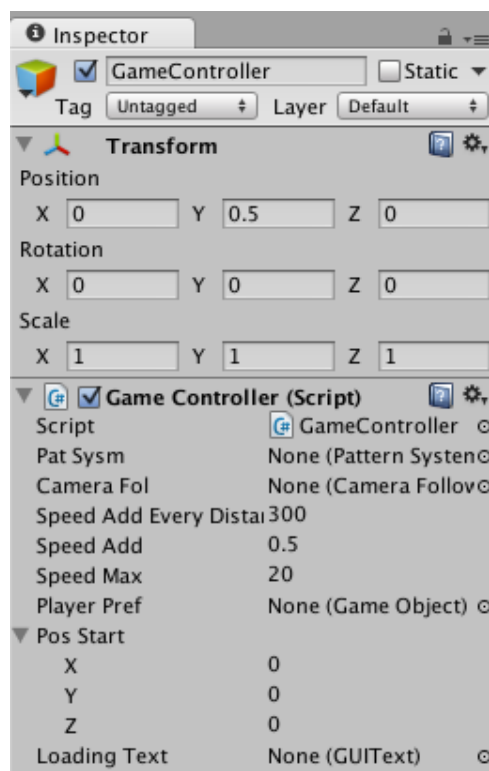 Inspector
GameController Static
Tag Untagged Layer Default
Transform
Position
X 0 Y 0.5 Z 0
Rotation
X 0 Y 0 Z 0
Scale
X 1 Y 1 Z 1
Game Controller (Script)
Script GameController
Pat Sysm None (Pattern System
Camera Fol None (Camera Follow
Speed Add Every Distar 300
Speed Add 0.5
Speed Max 20
Player Pref None (Game Object)
Pos Start
X 0
Y 0
Z 0
Loading Text None (GUIText)